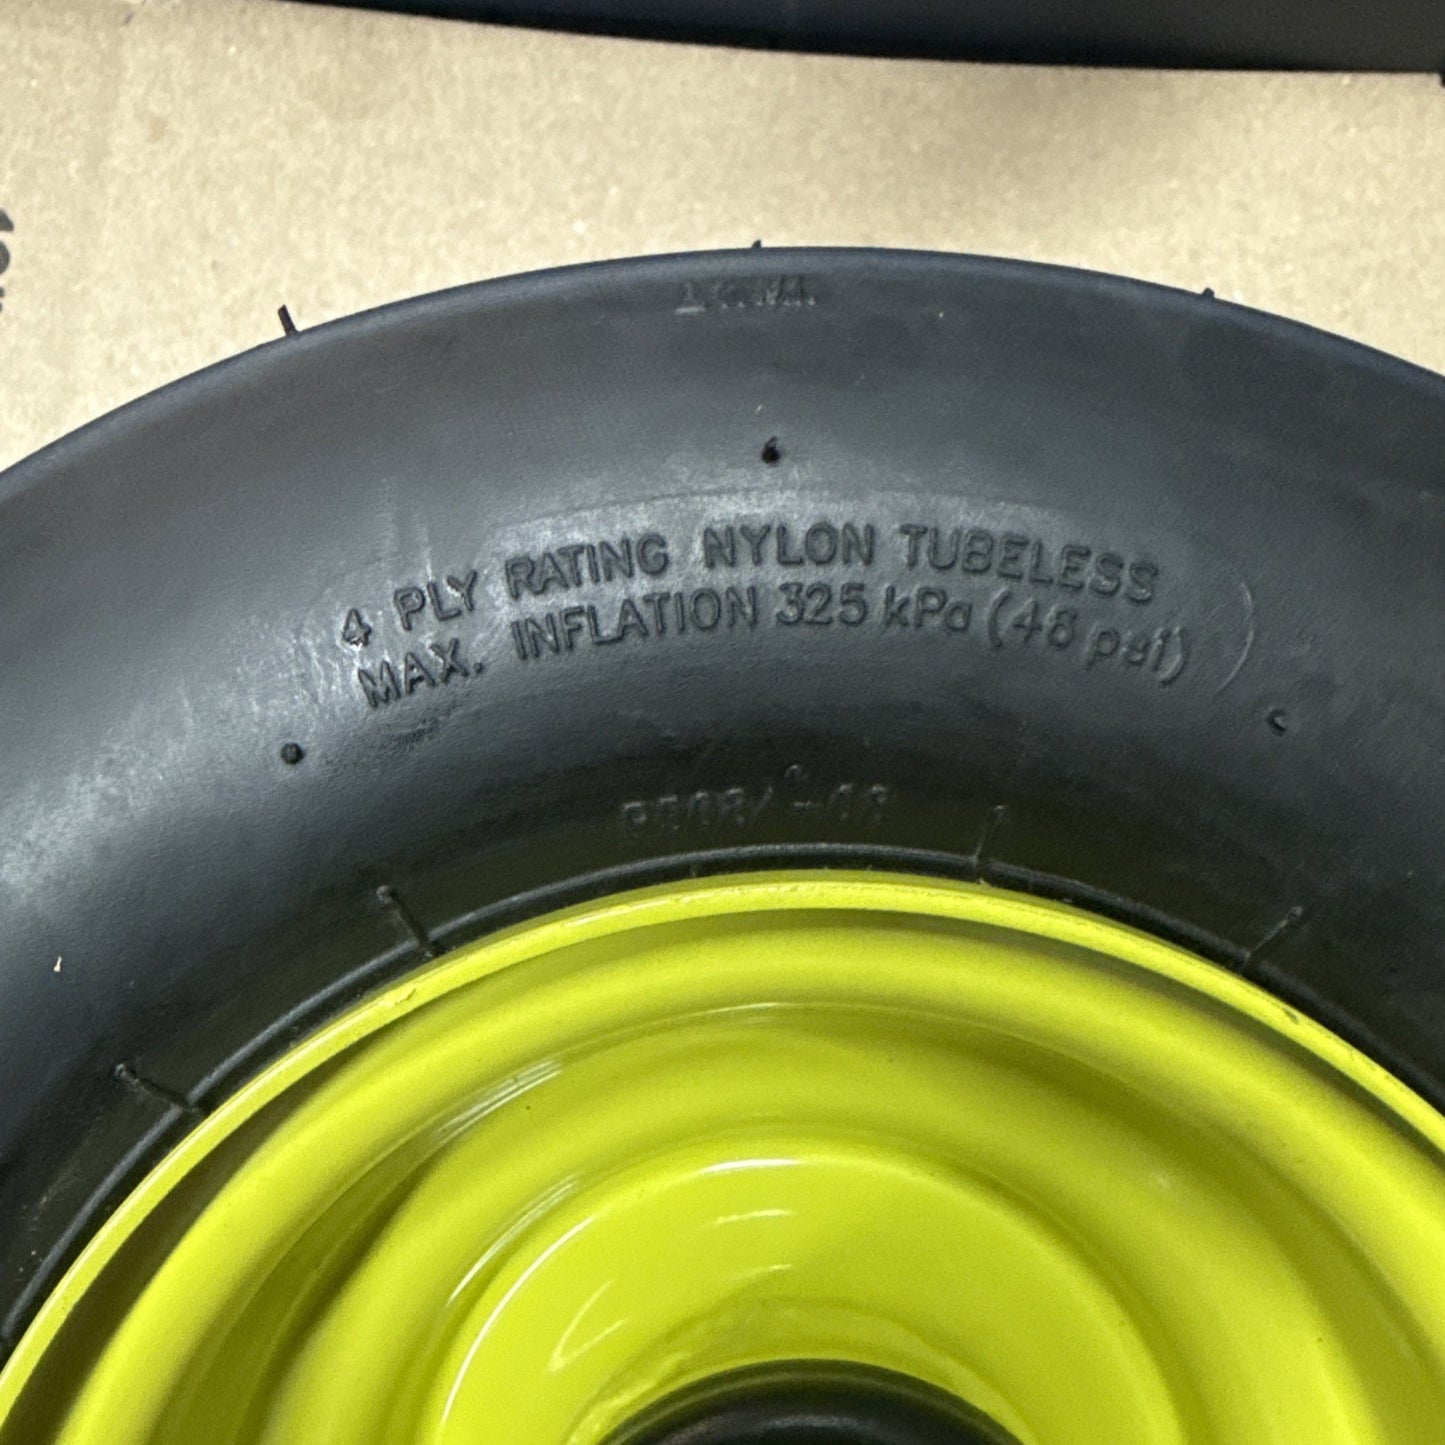 4 PLY RATING NYLON TUBELESS
MAX. INFLATION 325 kPa (48 psi)